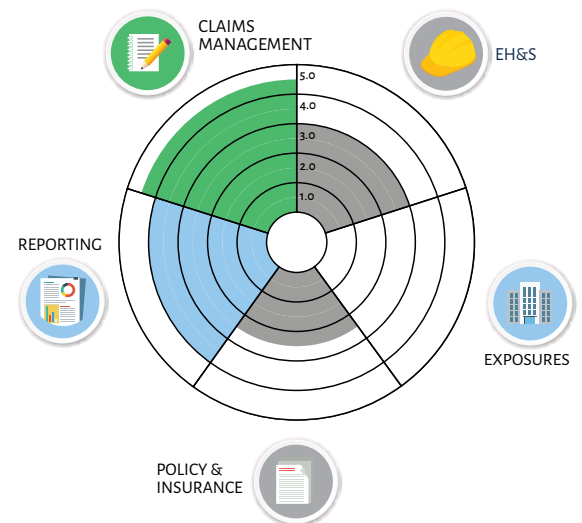 CLAIMS
MANAGEMENT
EH&S
5.0
4.0
3.0
2.0
1.0
REPORTING
EXPOSURES
POLICY &
INSURANCE